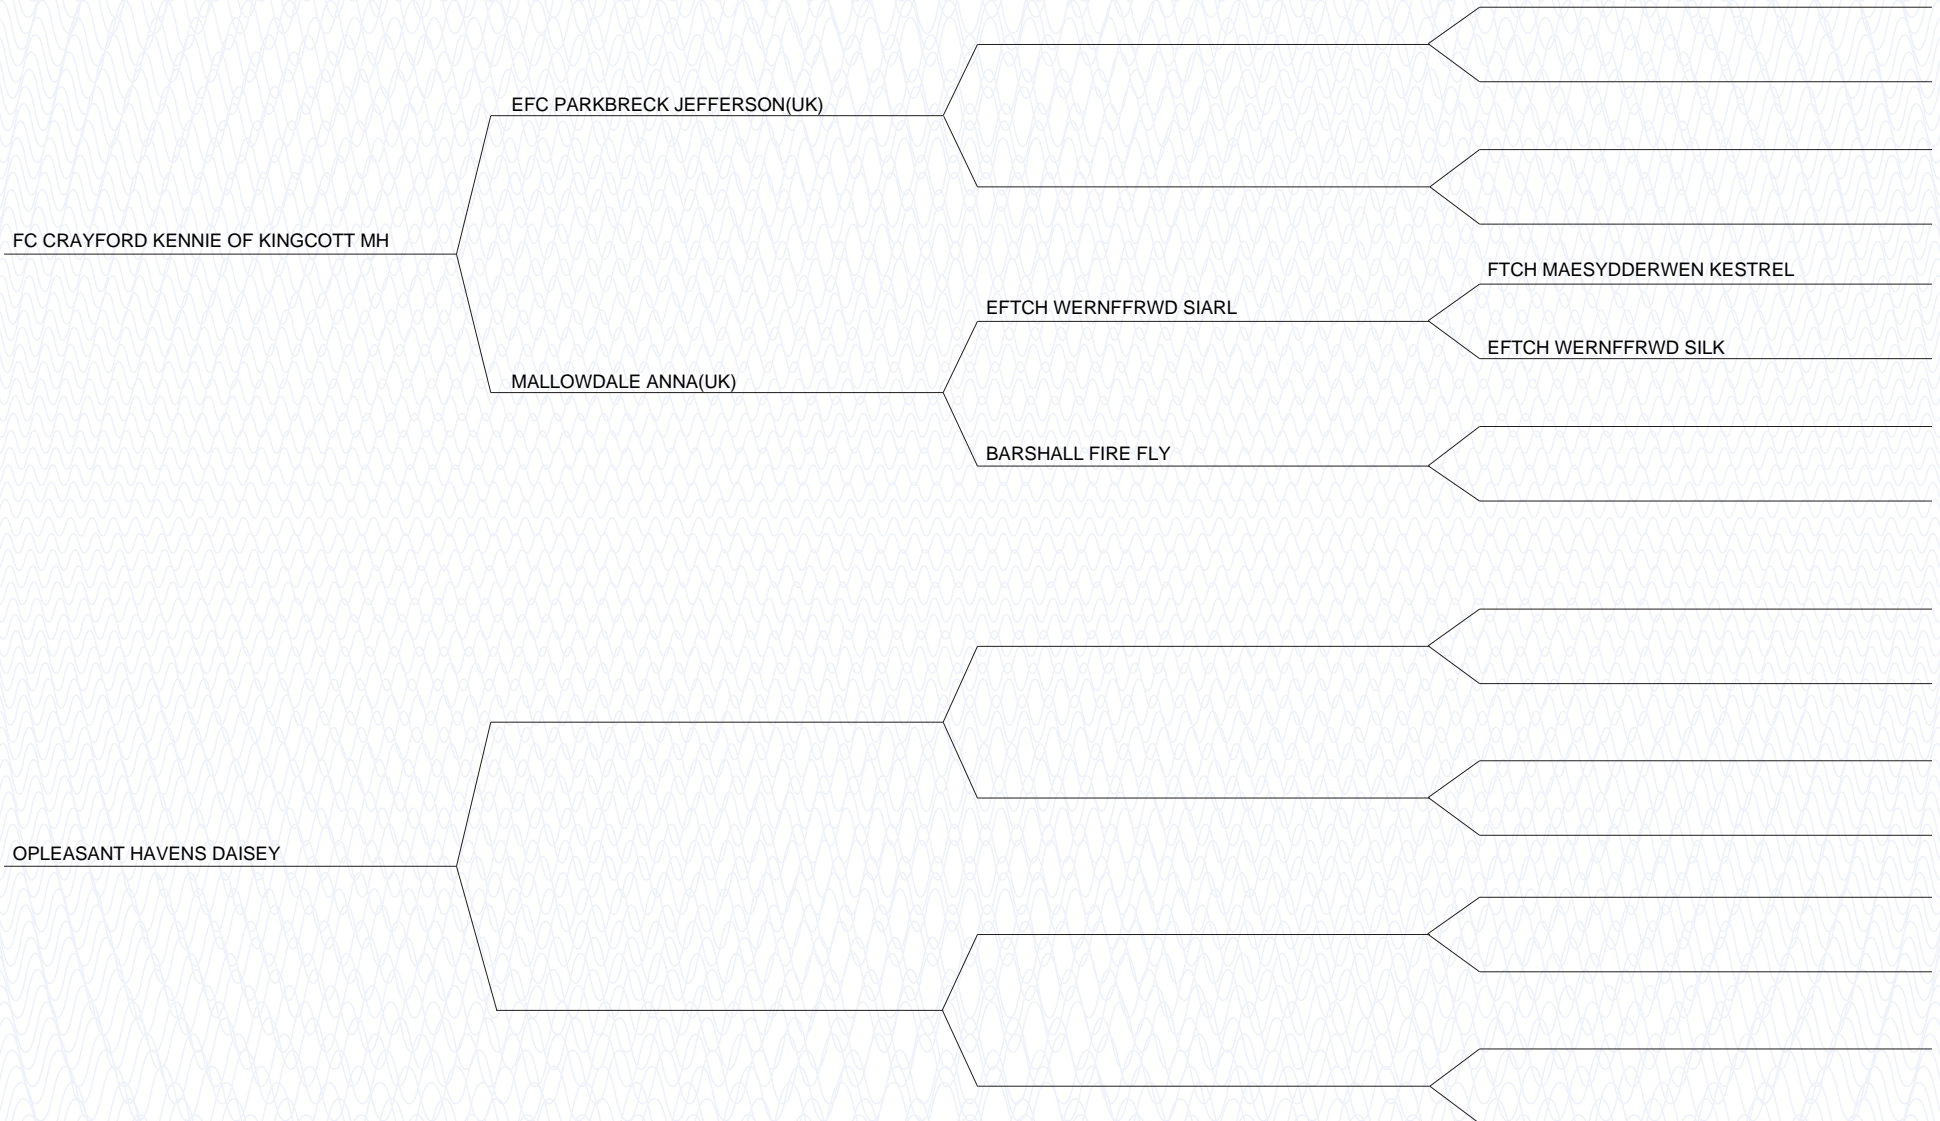 EFC PARKBRECK JEFFERSON(UK)
FC CRAYFORD KENNIE OF KINGCOTT MH
FTCH MAESYDDERWEN KESTREL
EFTCH WERNFFRWD SIARL
EFTCH WERNFFRWD SILK
MALLOWDALE ANNA(UK)
BARSHALL FIRE FLY
OPLEASANT HAVENS DAISEY